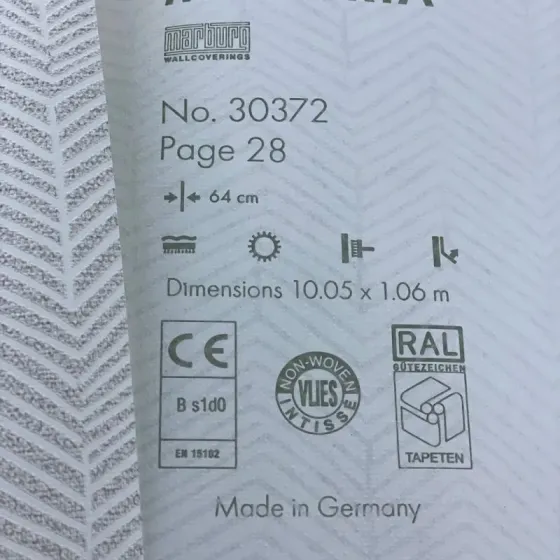 marburg
WALLCOVERINGS
No. 30372
Page 28
64 cm
Dimensions 10.05 x 1.06 m
CE
B s1d0
EN 15102
NON-WOVEN
VLIES
INTISSE
RAL
GÜTEZEICHEN
TAPETEN
Made in Germany